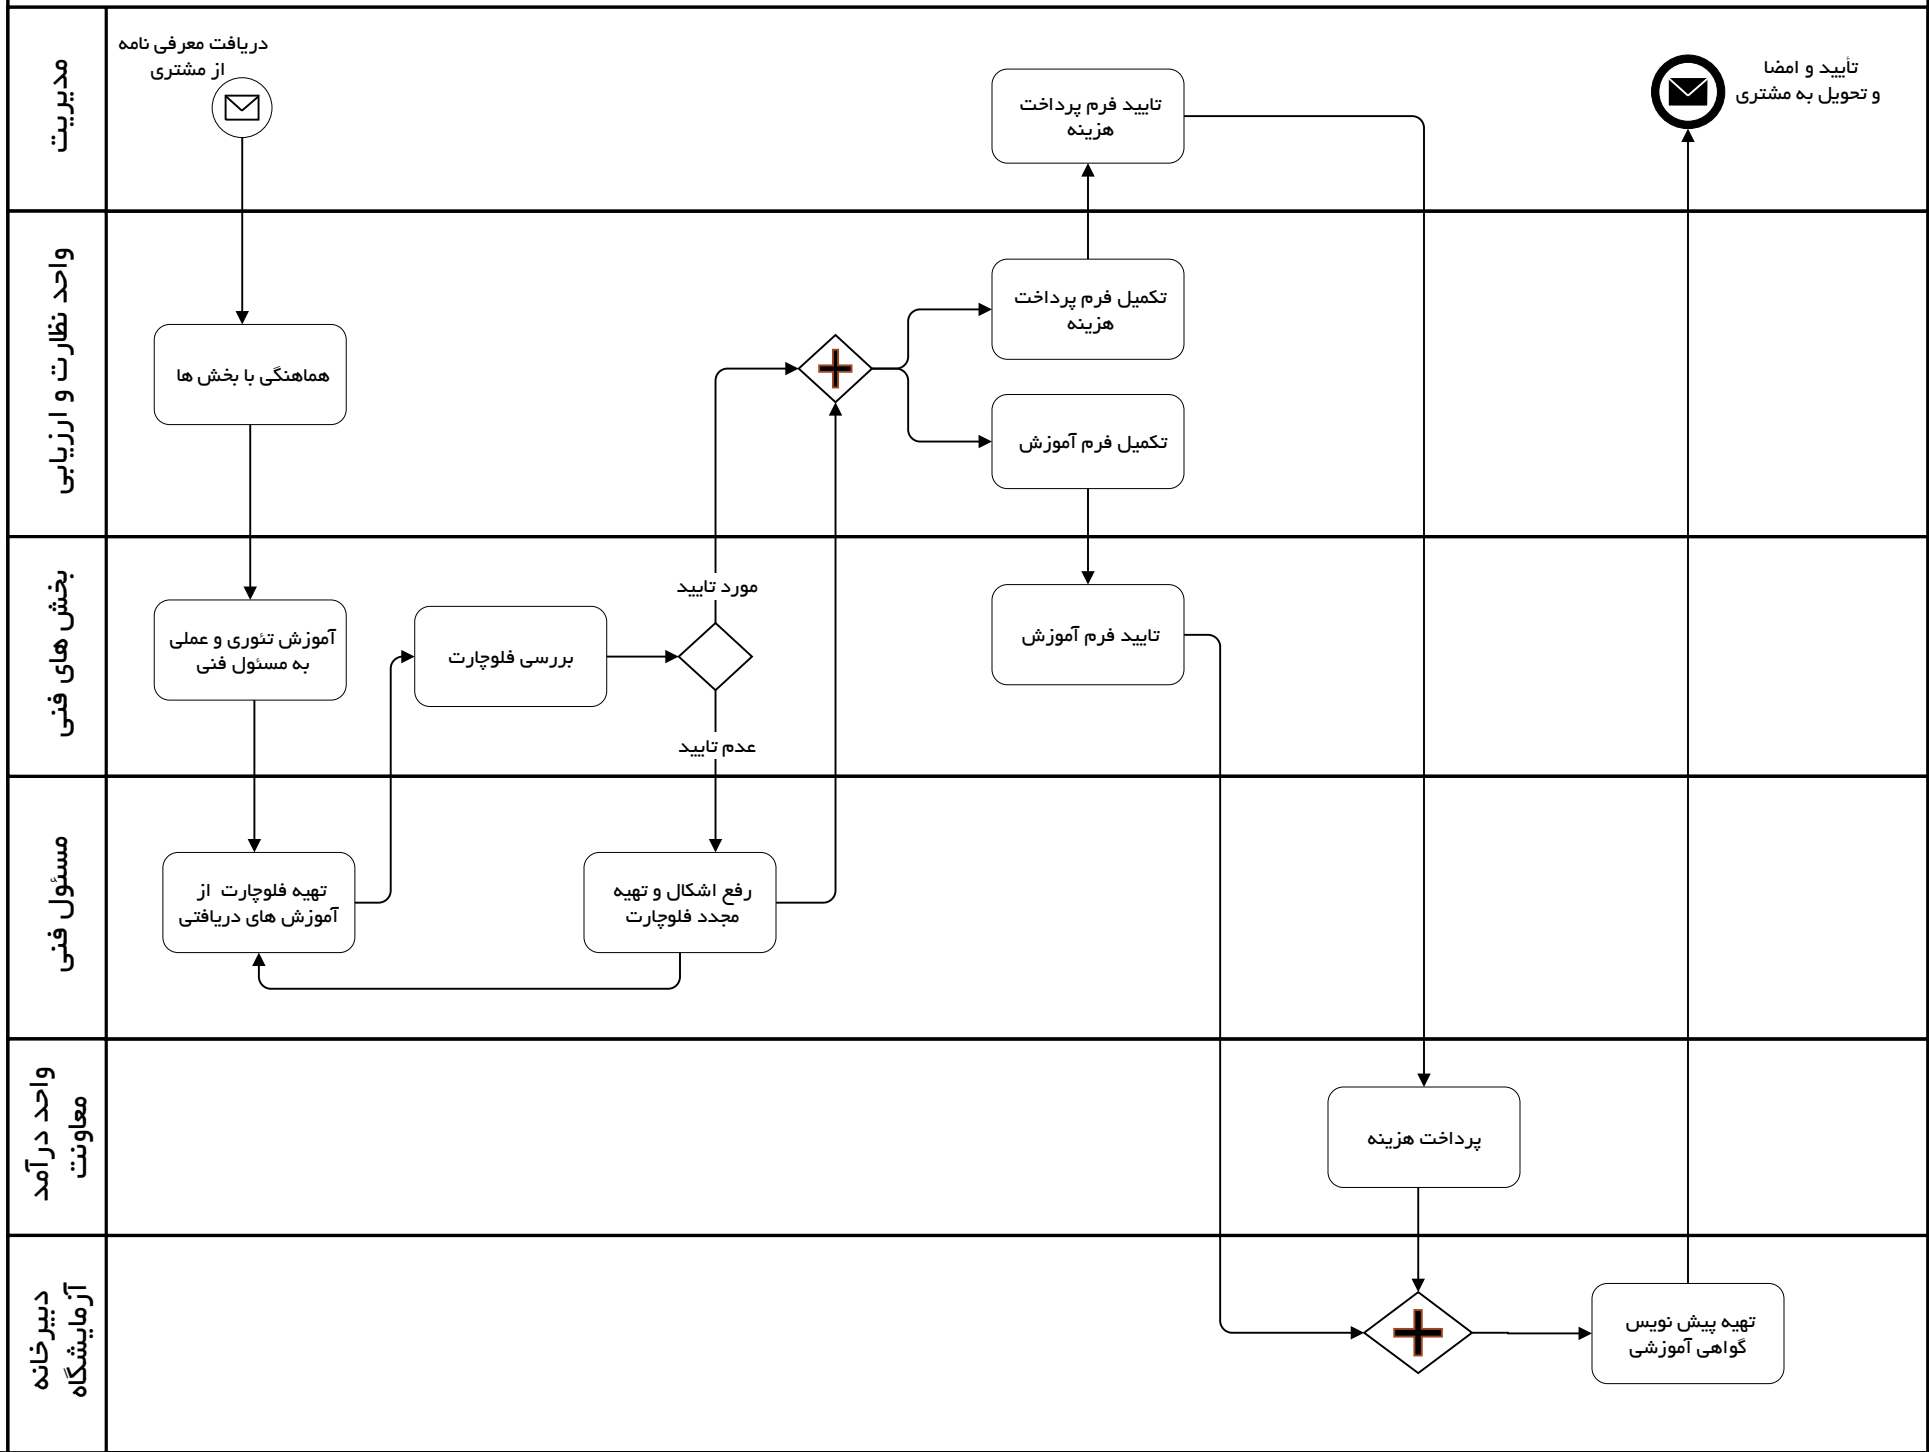 مدیریت
دریافت معرفی نامه
از مشتری
تایید فرم پرداخت
هزینه
تأیید و امضا
و تحویل به مشتری
واحد نظارت و ارزیابی
هماهنگی با بخش ها
تکمیل فرم پرداخت
هزینه
تکمیل فرم آموزش
بخش های فنی
آموزش تئوری و عملی
به مسئول فنی
بررسی فلوچارت
مورد تایید
عدم تایید
تایید فرم آموزش
مسئول فنی
تهیه فلوچارت از
آموزش های دریافتی
رفع اشکال و تهیه
مجدد فلوچارت
واحد درآمد
معاونت
پرداخت هزینه
دبیرخانه
آزمایشگاه
تهیه پیش نویس
گواهی آموزشی